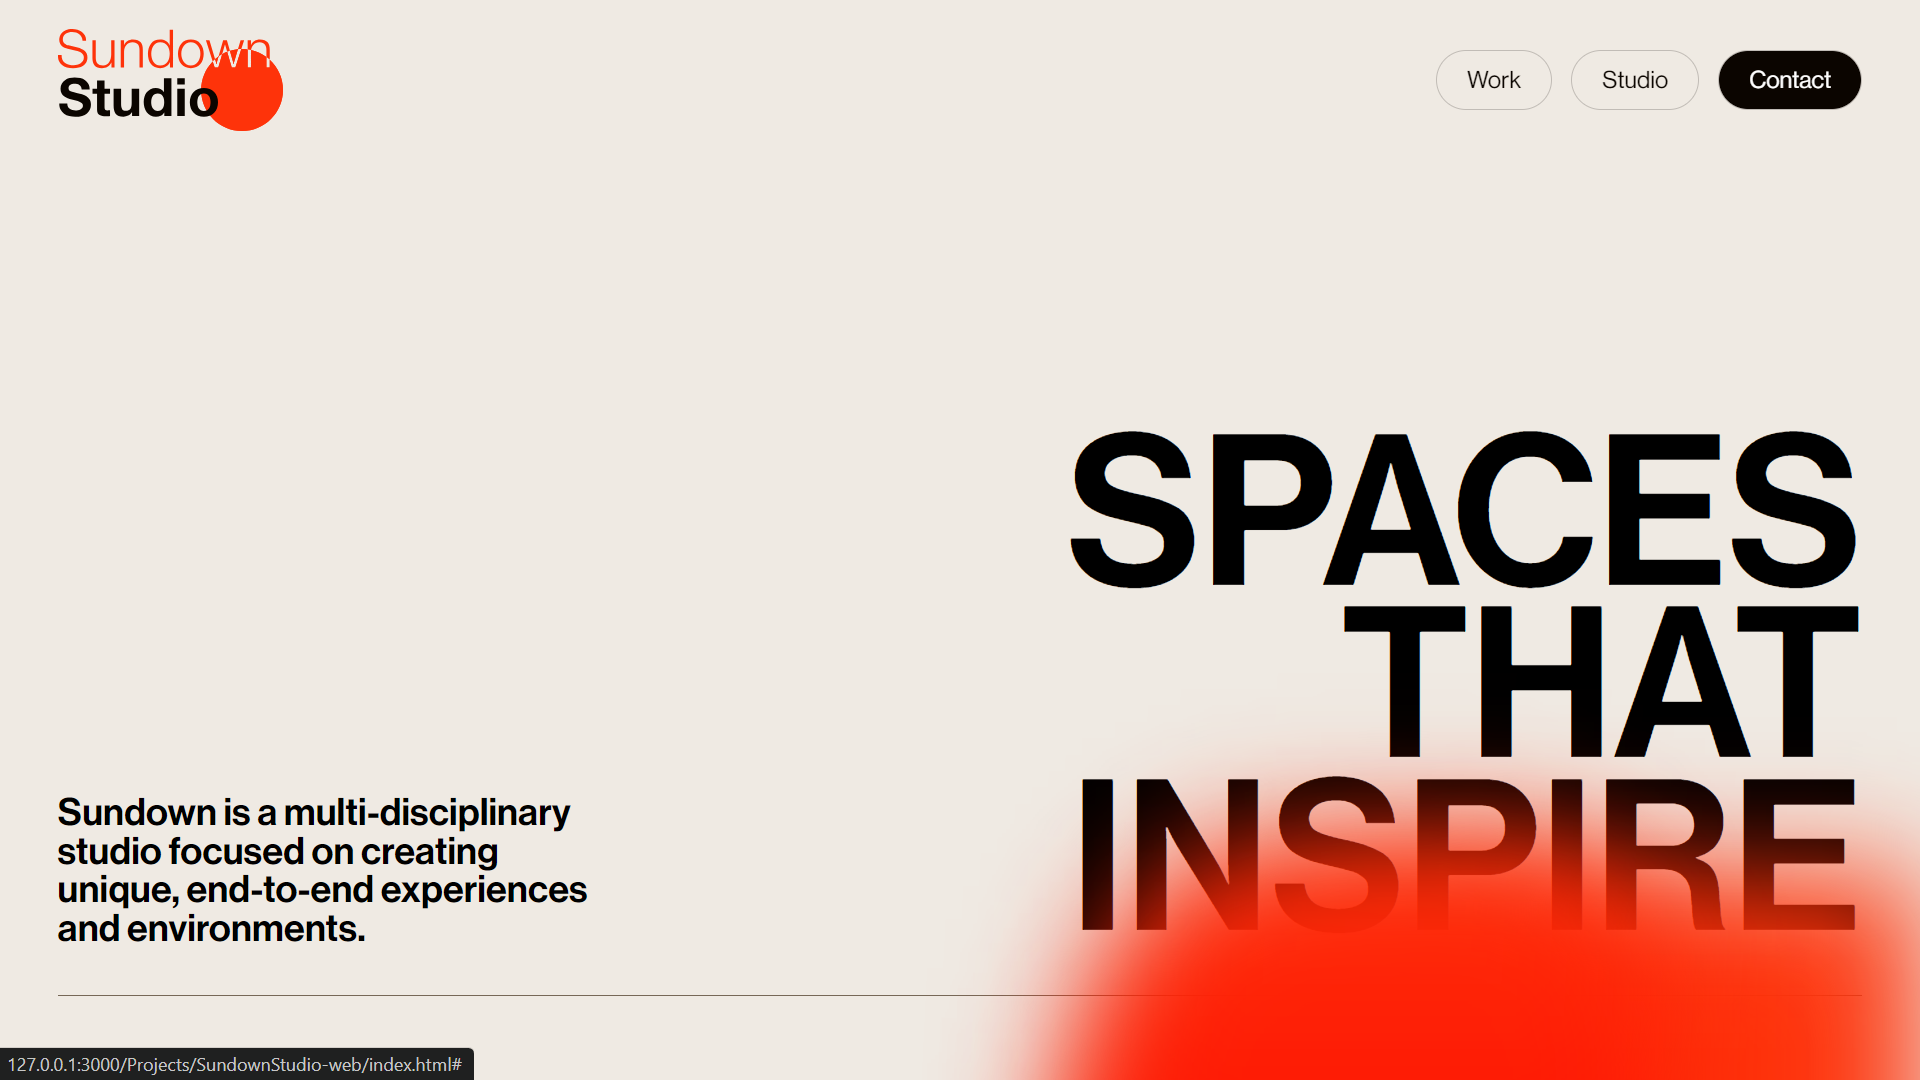 Sundown
Studio
Work
Studio
Contact
SPACES
THAT
INSPIRE
Sundown is a multi-disciplinary
studio focused on creating
unique, end-to-end experiences
and environments.
127.0.0.1:3000/Projects/SundownStudio-web/index.html#